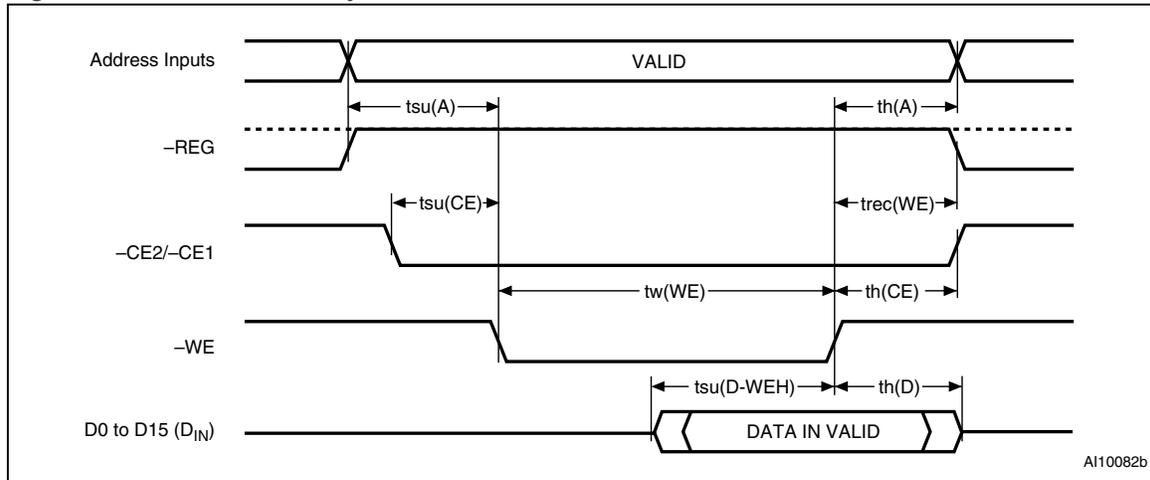 Address Inputs
VALID
tsu(A)
th(A)
–REG
tsu(CE)
trec(WE)
–CE2/–CE1
tw(WE)
th(CE)
–WE
tsu(D-WEH)
th(D)
D0 to D15 (DIN)
DATA IN VALID
AI10082b